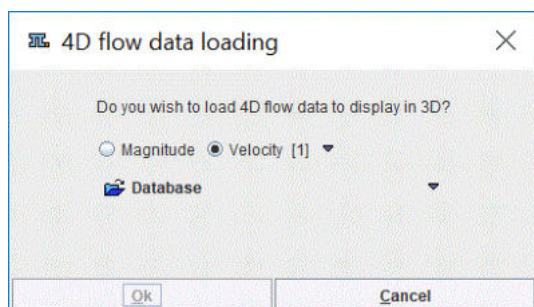 4D flow data loading
Do you wish to load 4D flow data to display in 3D?
Magnitude Velocity [1]
Database
Ok Cancel